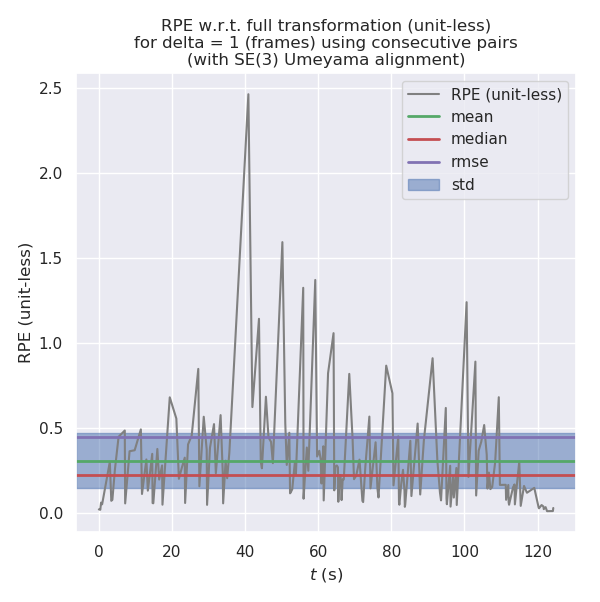 RPE w.r.t. full transformation (unit-less)
for delta = 1 (frames) using consecutive pairs
(with SE(3) Umeyama alignment)
RPE (unit-less)
mean
median
rmse
std
RPE (unit-less)
2.5
2.0
1.5
1.0
0.5
0.0
0 20 40 60 80 100 120
t (s)